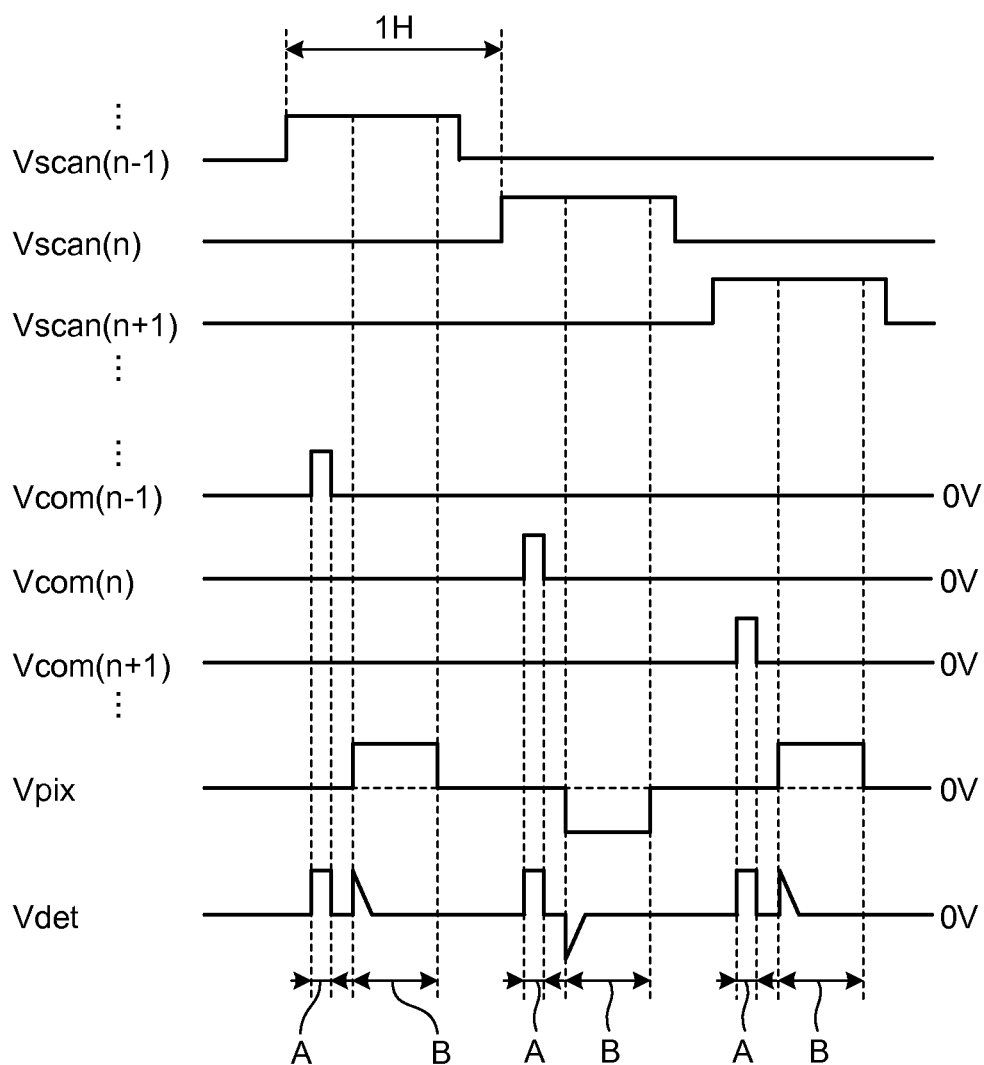 1H
Vscan(n-1)
Vscan(n)
Vscan(n+1)
Vcom(n-1) 0V
Vcom(n) 0V
Vcom(n+1) 0V
Vpix 0V
Vdet 0V
A B A B A B